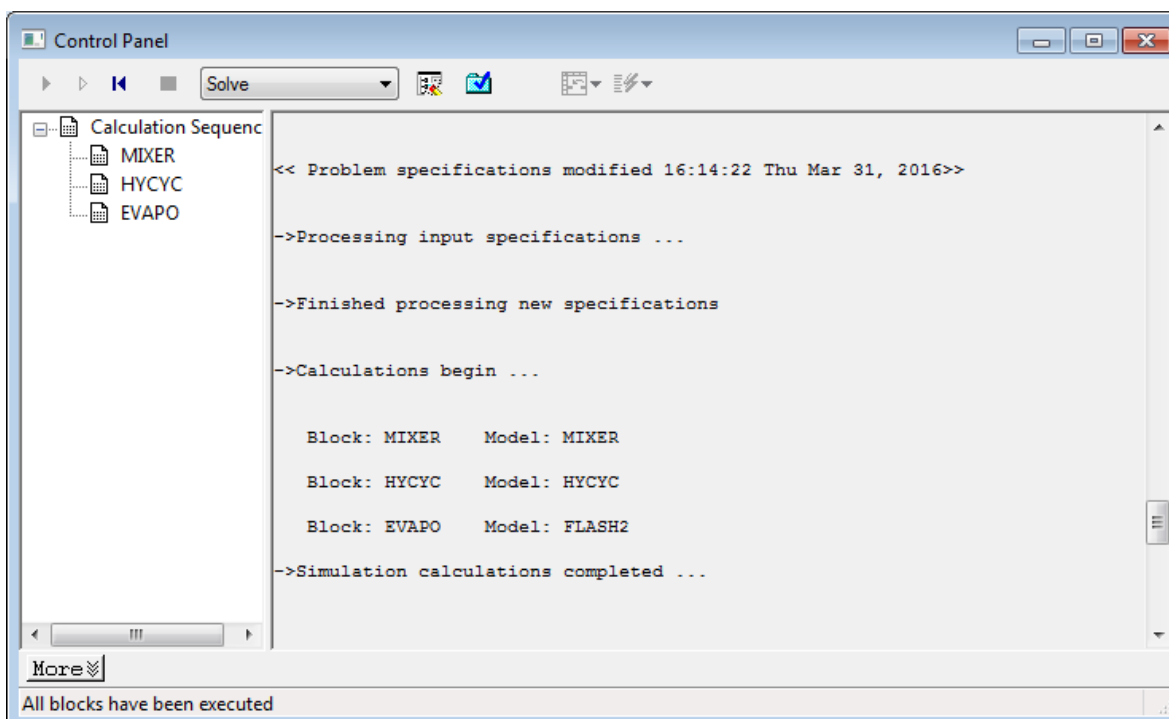 Control Panel
Solve
Calculation Sequenc
MIXER
HYCYC
EVAPO
<< Problem specifications modified 16:14:22 Thu Mar 31, 2016>>
->Processing input specifications ...
->Finished processing new specifications
->Calculations begin ...
Block: MIXER    Model: MIXER
Block: HYCYC    Model: HYCYC
Block: EVAPO    Model: FLASH2
->Simulation calculations completed ...
More
All blocks have been executed